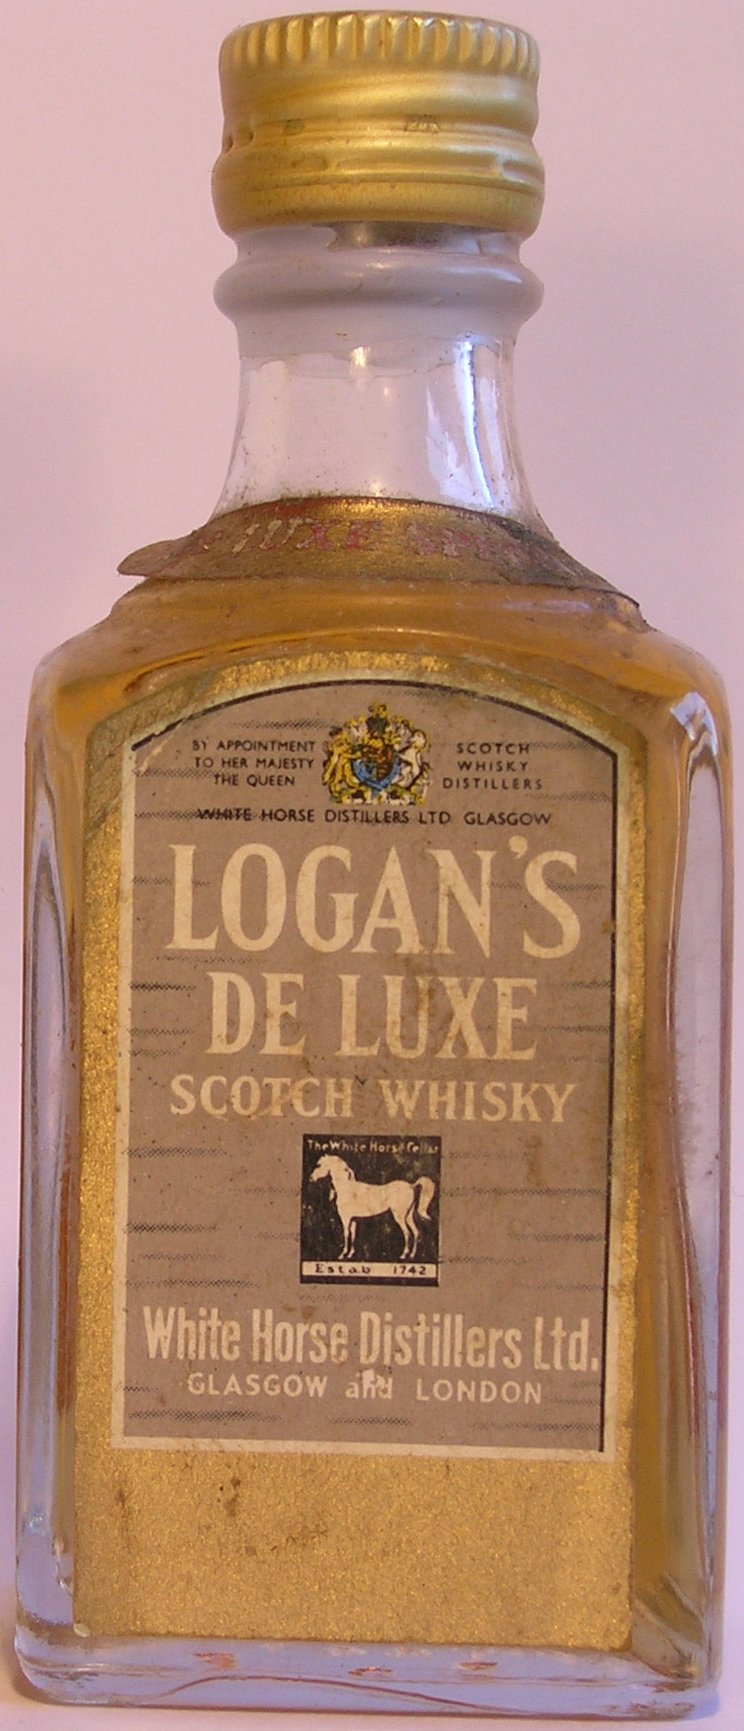 LUXE
BY APPOINTMENT
TO HER MAJESTY
THE QUEEN
SCOTCH
WHISKY
DISTILLERS
WHITE HORSE DISTILLERS LTD GLASGOW
LOGAN'S
DE LUXE
SCOTCH WHISKY
The White Horse Cellar
Estab 1742
White Horse Distillers Ltd.
GLASGOW and LONDON